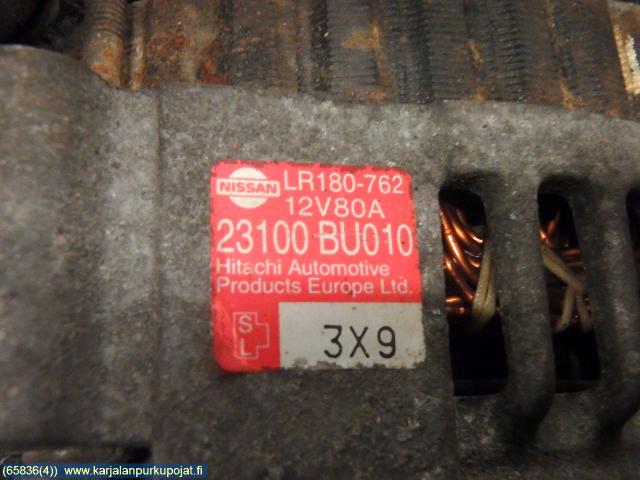 NISSAN LR180-762
12V80A
23100 BU010
Hitachi Automotive
Products Europe Ltd.
S
L
3X9
(65836(4)) www.karjalanpurkupojat.fi